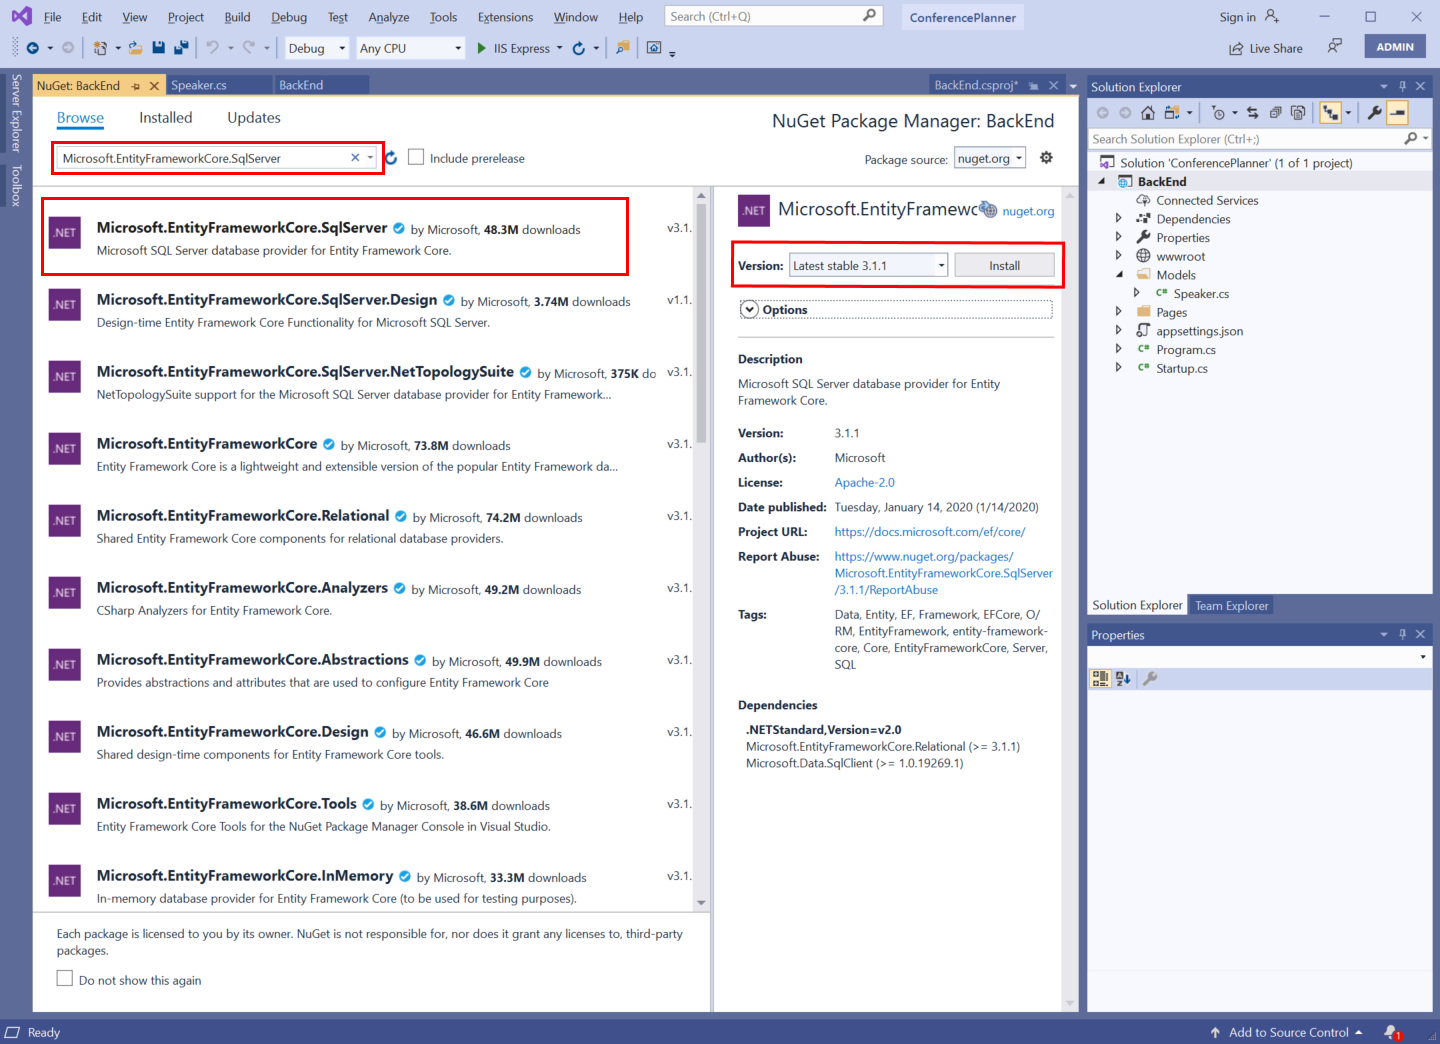 File Edit View Project Build Debug Test Analyze Tools Extensions Window Help Search (Ctrl+Q) ConferencePlanner Sign in
Debug Any CPU IIS Express Live Share ADMIN
Server Explorer
Toolbox
NuGet: BackEnd Speaker.cs BackEnd BackEnd.csproj*
Browse Installed Updates
NuGet Package Manager: BackEnd
Microsoft.EntityFrameworkCore.SqlServer Include prerelease
Package source: nuget.org
.NET Microsoft.EntityFrameworkCore.SqlServer by Microsoft, 48.3M downloads v3.1.
Microsoft SQL Server database provider for Entity Framework Core.
.NET Microsoft.EntityFrameworkCore.SqlServer.Design by Microsoft, 3.74M downloads v1.1.
Design-time Entity Framework Core Functionality for Microsoft SQL Server.
.NET Microsoft.EntityFrameworkCore.SqlServer.NetTopologySuite by Microsoft, 375K do v3.1.
NetTopologySuite support for the Microsoft SQL Server database provider for Entity Framework...
.NET Microsoft.EntityFrameworkCore by Microsoft, 73.8M downloads v3.1.
Entity Framework Core is a lightweight and extensible version of the popular Entity Framework da...
.NET Microsoft.EntityFrameworkCore.Relational by Microsoft, 74.2M downloads v3.1.
Shared Entity Framework Core components for relational database providers.
.NET Microsoft.EntityFrameworkCore.Analyzers by Microsoft, 49.2M downloads v3.1.
CSharp Analyzers for Entity Framework Core.
.NET Microsoft.EntityFrameworkCore.Abstractions by Microsoft, 49.9M downloads v3.1.
Provides abstractions and attributes that are used to configure Entity Framework Core
.NET Microsoft.EntityFrameworkCore.Design by Microsoft, 46.6M downloads v3.1.
Shared design-time components for Entity Framework Core tools.
.NET Microsoft.EntityFrameworkCore.Tools by Microsoft, 38.6M downloads v3.1.
Entity Framework Core Tools for the NuGet Package Manager Console in Visual Studio.
.NET Microsoft.EntityFrameworkCore.InMemory by Microsoft, 33.3M downloads v3.1.
In-memory database provider for Entity Framework Core (to be used for testing purposes).
Each package is licensed to you by its owner. NuGet is not responsible for, nor does it grant any licenses to, third-party
packages.
Do not show this again
.NET Microsoft.EntityFramewc nuget.org
Version: Latest stable 3.1.1 Install
Options
Description
Microsoft SQL Server database provider for Entity
Framework Core.
Version: 3.1.1
Author(s): Microsoft
License: Apache-2.0
Date published: Tuesday, January 14, 2020 (1/14/2020)
Project URL: https://docs.microsoft.com/ef/core/
Report Abuse: https://www.nuget.org/packages/
Microsoft.EntityFrameworkCore.SqlServer
/3.1.1/ReportAbuse
Tags: Data, Entity, EF, Framework, EFCore, O/
RM, EntityFramework, entity-framework-
core, Core, EntityFrameworkCore, Server,
SQL
Dependencies
.NETStandard,Version=v2.0
Microsoft.EntityFrameworkCore.Relational (>= 3.1.1)
Microsoft.Data.SqlClient (>= 1.0.19269.1)
Solution Explorer
Search Solution Explorer (Ctrl+;)
Solution 'ConferencePlanner' (1 of 1 project)
BackEnd
Connected Services
Dependencies
Properties
wwwroot
Models
C# Speaker.cs
Pages
appsettings.json
C# Program.cs
C# Startup.cs
Solution Explorer Team Explorer
Properties
Ready Add to Source Control 1